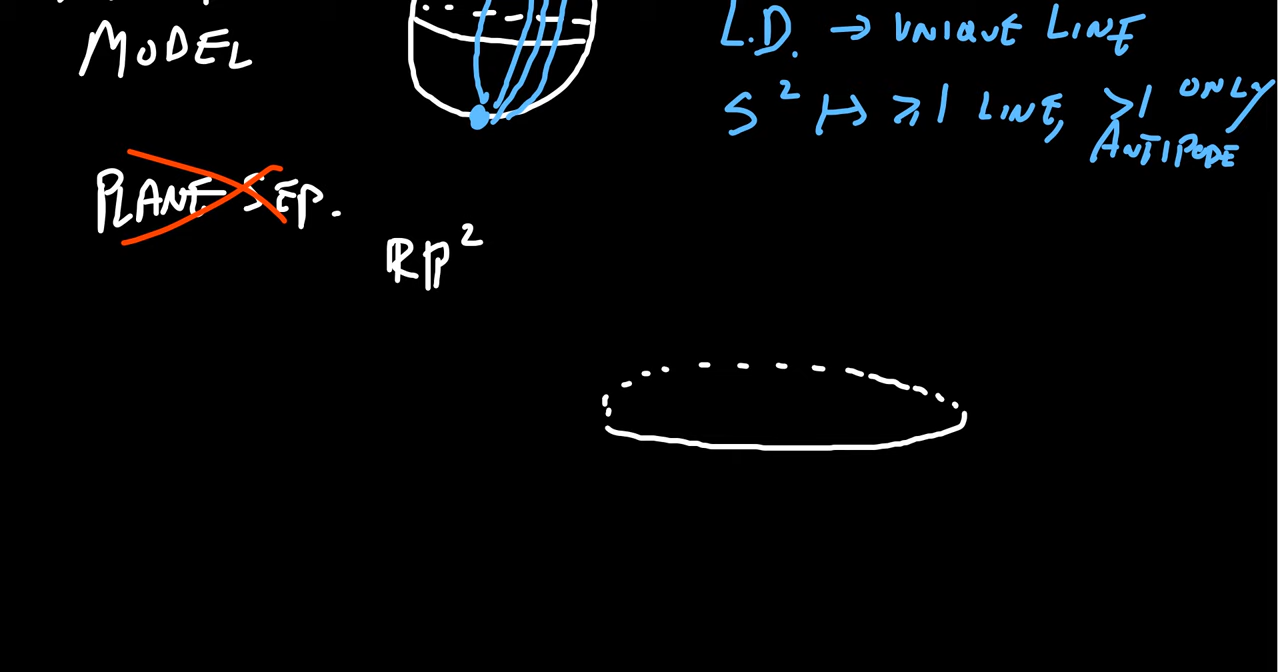 MODEL
L.D. → UNIQUE LINE
S² ↦ ⩾1 LINE, >1 ONLY
ANTIPODE
PLANE SEP.
RP²